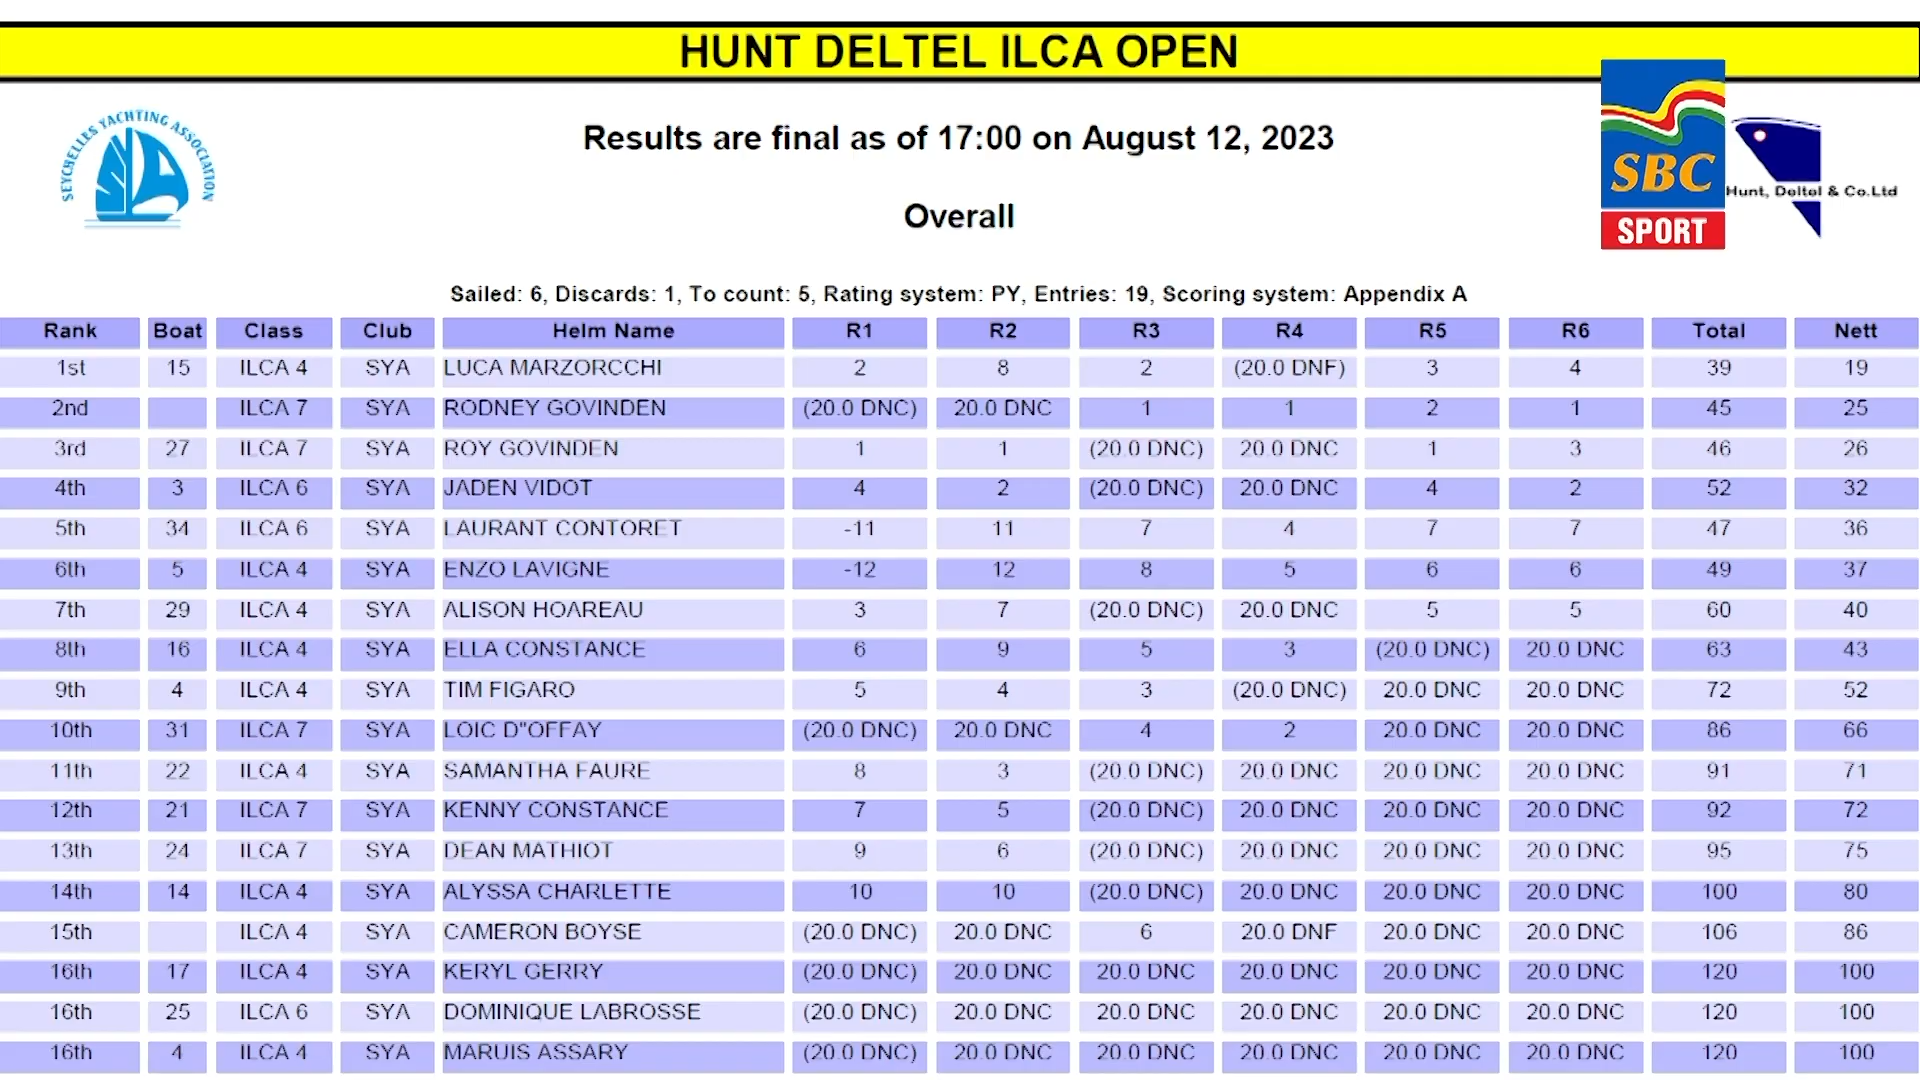 HUNT DELTEL ILCA OPEN
SEYCHELLES YACHTING ASSOCIATION
Results are final as of 17:00 on August 12, 2023
SBC
SPORT
Hunt, Deltel & Co.Ltd
Overall
Sailed: 6, Discards: 1, To count: 5, Rating system: PY, Entries: 19, Scoring system: Appendix A
Rank Boat Class Club Helm Name R1 R2 R3 R4 R5 R6 Total Nett
1st 15 ILCA 4 SYA LUCA MARZORCCHI 2 8 2 (20.0 DNF) 3 4 39 19
2nd ILCA 7 SYA RODNEY GOVINDEN (20.0 DNC) 20.0 DNC 1 1 2 1 45 25
3rd 27 ILCA 7 SYA ROY GOVINDEN 1 1 (20.0 DNC) 20.0 DNC 1 3 46 26
4th 3 ILCA 6 SYA JADEN VIDOT 4 2 (20.0 DNC) 20.0 DNC 4 2 52 32
5th 34 ILCA 6 SYA LAURANT CONTORET -11 11 7 4 7 7 47 36
6th 5 ILCA 4 SYA ENZO LAVIGNE -12 12 8 5 6 6 49 37
7th 29 ILCA 4 SYA ALISON HOAREAU 3 7 (20.0 DNC) 20.0 DNC 5 5 60 40
8th 16 ILCA 4 SYA ELLA CONSTANCE 6 9 5 3 (20.0 DNC) 20.0 DNC 63 43
9th 4 ILCA 4 SYA TIM FIGARO 5 4 3 (20.0 DNC) 20.0 DNC 20.0 DNC 72 52
10th 31 ILCA 7 SYA LOIC D"OFFAY (20.0 DNC) 20.0 DNC 4 2 20.0 DNC 20.0 DNC 86 66
11th 22 ILCA 4 SYA SAMANTHA FAURE 8 3 (20.0 DNC) 20.0 DNC 20.0 DNC 20.0 DNC 91 71
12th 21 ILCA 7 SYA KENNY CONSTANCE 7 5 (20.0 DNC) 20.0 DNC 20.0 DNC 20.0 DNC 92 72
13th 24 ILCA 7 SYA DEAN MATHIOT 9 6 (20.0 DNC) 20.0 DNC 20.0 DNC 20.0 DNC 95 75
14th 14 ILCA 4 SYA ALYSSA CHARLETTE 10 10 (20.0 DNC) 20.0 DNC 20.0 DNC 20.0 DNC 100 80
15th ILCA 4 SYA CAMERON BOYSE (20.0 DNC) 20.0 DNC 6 20.0 DNF 20.0 DNC 20.0 DNC 106 86
16th 17 ILCA 4 SYA KERYL GERRY (20.0 DNC) 20.0 DNC 20.0 DNC 20.0 DNC 20.0 DNC 20.0 DNC 120 100
16th 25 ILCA 6 SYA DOMINIQUE LABROSSE (20.0 DNC) 20.0 DNC 20.0 DNC 20.0 DNC 20.0 DNC 20.0 DNC 120 100
16th 4 ILCA 4 SYA MARUIS ASSARY (20.0 DNC) 20.0 DNC 20.0 DNC 20.0 DNC 20.0 DNC 20.0 DNC 120 100